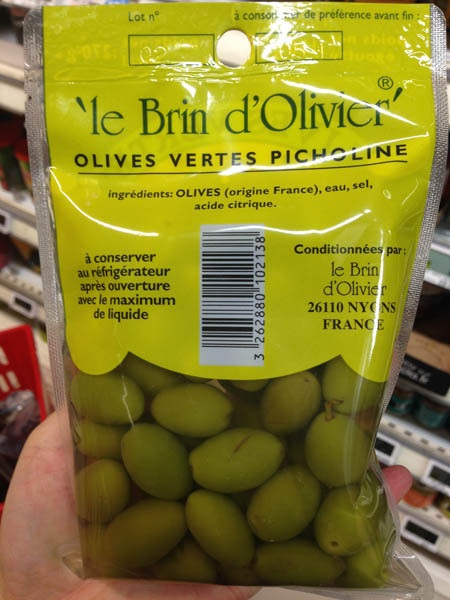 Lot n° à consommer de préférence avant fin :
'le Brin d'Olivier' ®
OLIVES VERTES PICHOLINE
ingrédients: OLIVES (origine France), eau, sel,
acide citrique.
à conserver
au réfrigérateur
après ouverture
avec le maximum
de liquide
3 262880 102138
Conditionnées par :
le Brin
d'Olivier
26110 NYONS
FRANCE